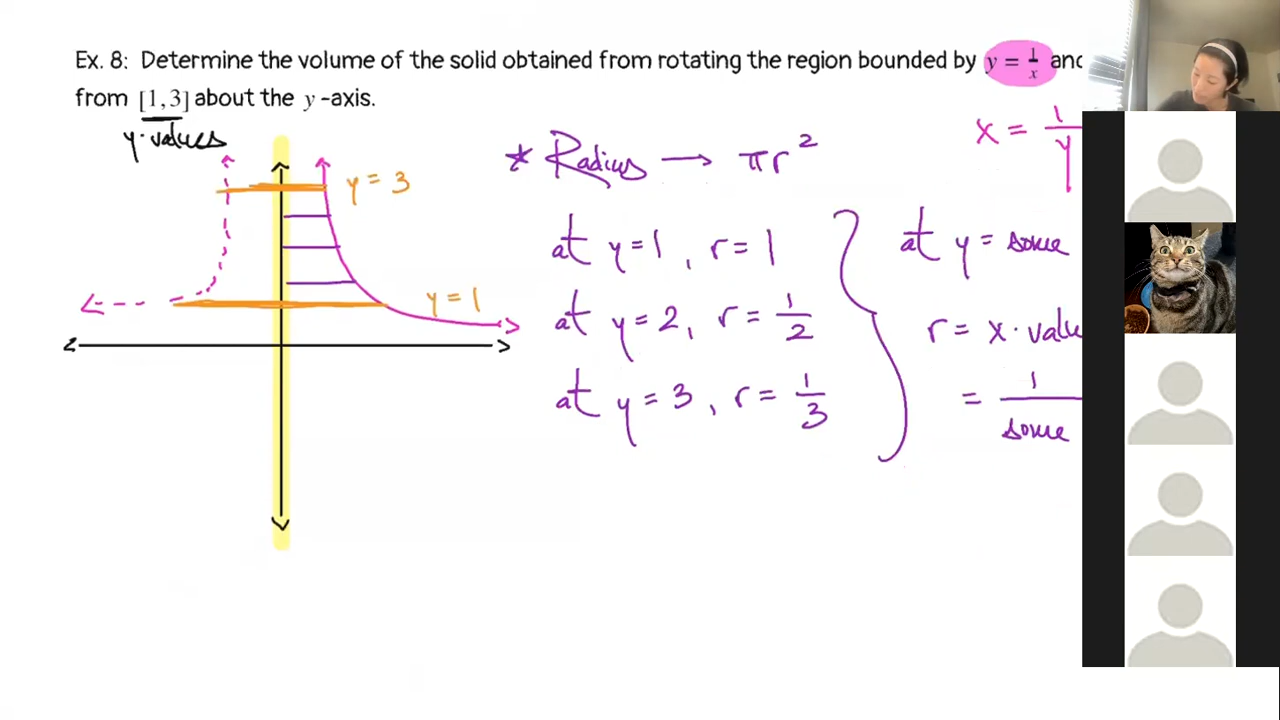 Ex. 8: Determine the volume of the solid obtained from rotating the region bounded by y = 1/x and
from [1, 3] about the y-axis.
y-values
* Radius → πr²
x = 1/y
y = 3
at y=1, r=1
at y = some
y = 1
at y=2, r=1/2
r = x-value
at y=3, r=1/3
= 1/some